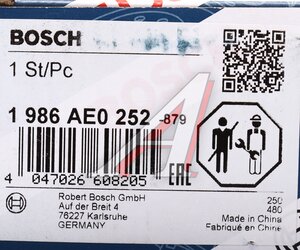 BOSCH
1 St/Pc
1 986 AE0 252 -879
4 047026 608205
EAC
Robert Bosch GmbH
Auf der Breit 4
76227 Karlsruhe
GERMANY
250
480
Made in China
Fabriqué en Chine